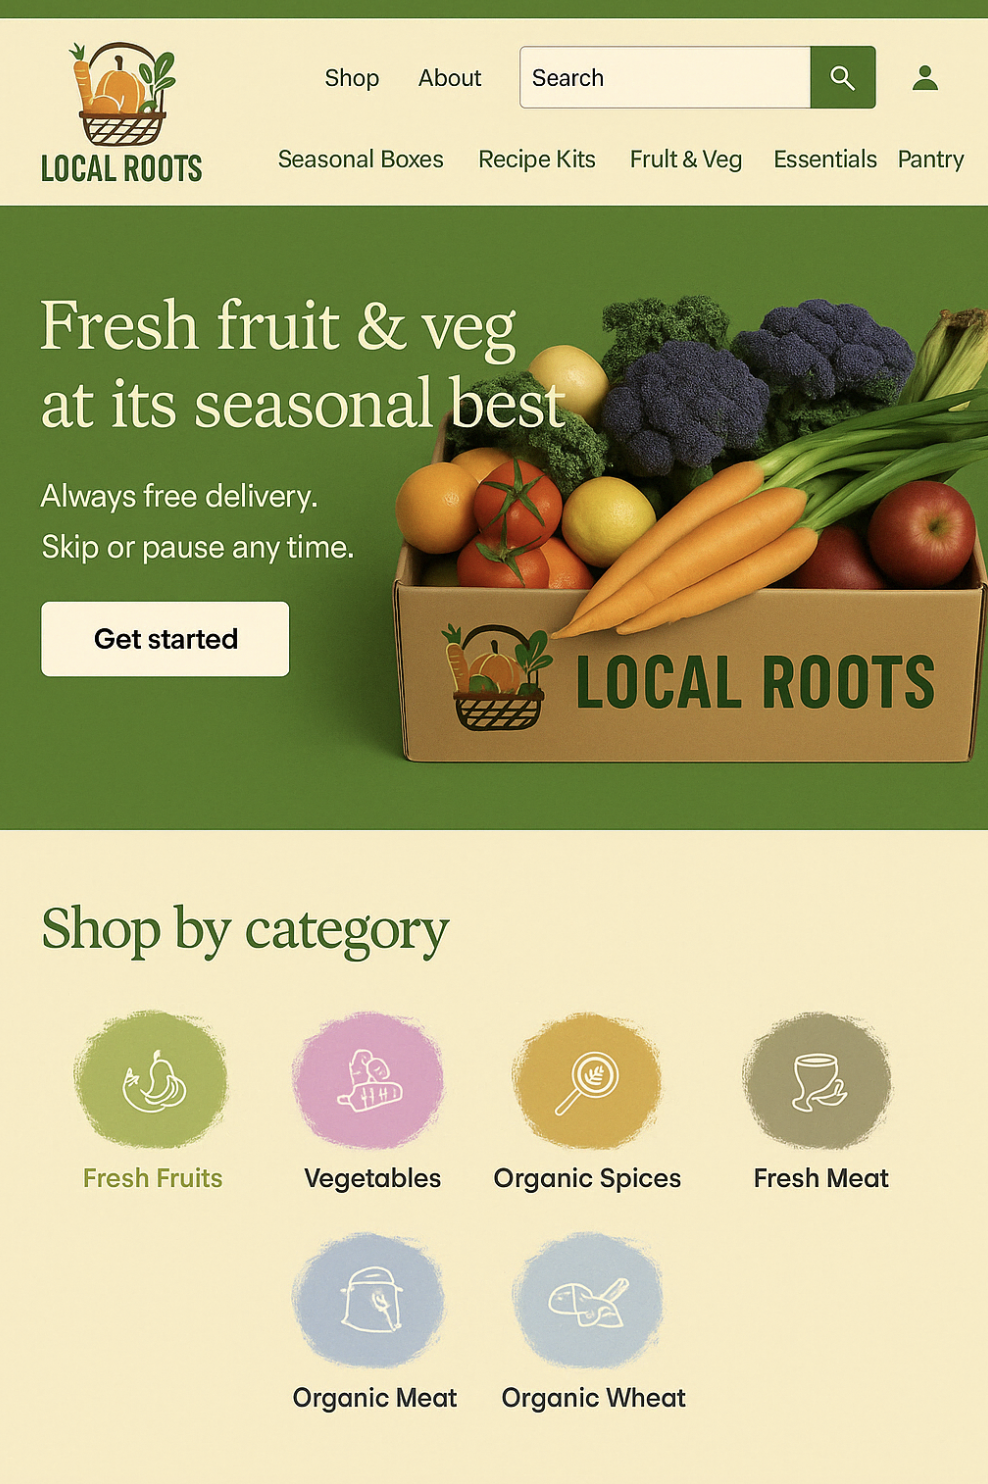 Shop About Search
LOCAL ROOTS
Seasonal Boxes Recipe Kits Frult & Veg Essentials Pantry
Fresh fruit & veg
at its seasonal best
Always free delivery.
Skip or pause any time.
Get started
LOCAL ROOTS
Shop by category
Fresh Fruits Vegetables Organic Spices Fresh Meat
Organic Meat Organic Wheat